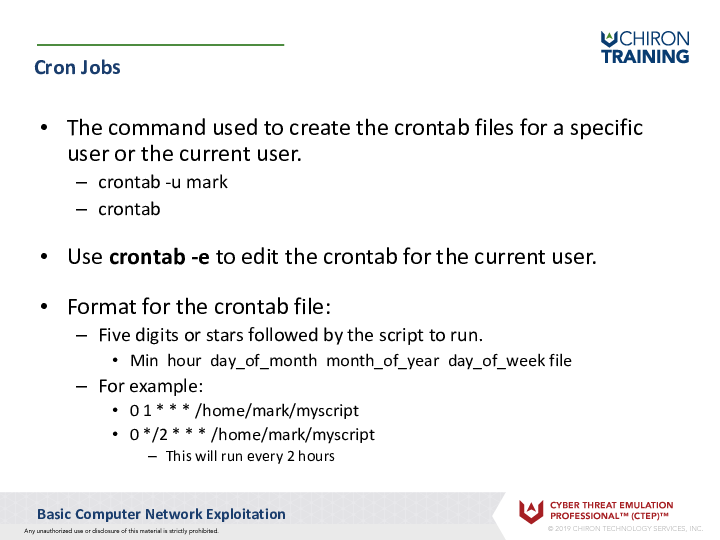 CHIRON
TRAINING
Cron Jobs
• The command used to create the crontab files for a specific
user or the current user.
– crontab -u mark
– crontab
• Use crontab -e to edit the crontab for the current user.
• Format for the crontab file:
– Five digits or stars followed by the script to run.
• Min hour day_of_month month_of_year day_of_week file
– For example:
• 0 1 * * * /home/mark/myscript
• 0 */2 * * * /home/mark/myscript
– This will run every 2 hours
Basic Computer Network Exploitation
Any unauthorized use or disclosure of this material is strictly prohibited.
CYBER THREAT EMULATION
PROFESSIONAL™ (CTEP)™
© 2019 CHIRON TECHNOLOGY SERVICES, INC.